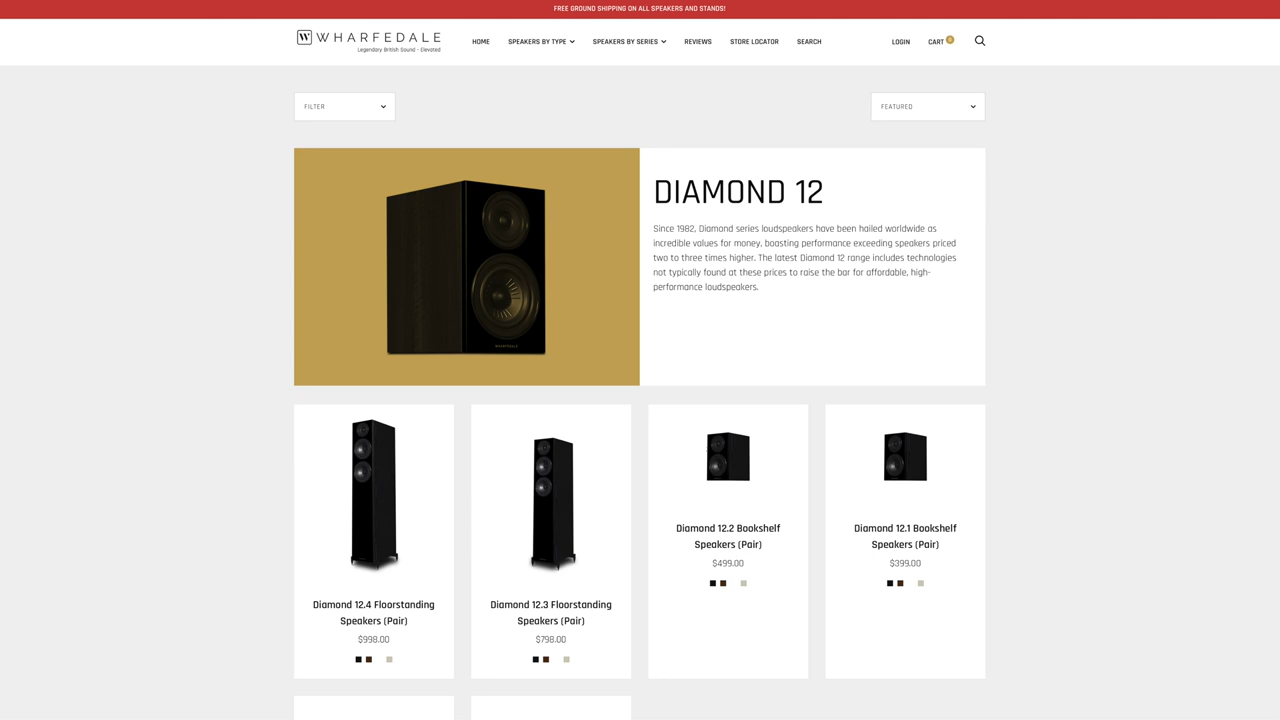 FREE GROUND SHIPPING ON ALL SPEAKERS AND STANDS!
WHARFEDALE
Legendary British Sound - Elevated
HOME
SPEAKERS BY TYPE
SPEAKERS BY SERIES
REVIEWS
STORE LOCATOR
SEARCH
LOGIN
CART
0
FILTER
FEATURED
DIAMOND 12
Since 1982, Diamond series loudspeakers have been hailed worldwide as
incredible values for money, boasting performance exceeding speakers priced
two to three times higher. The latest Diamond 12 range includes technologies
not typically found at these prices to raise the bar for affordable, high-
performance loudspeakers.
WHARFEDALE
Diamond 12.4 Floorstanding
Speakers (Pair)
$998.00
Diamond 12.3 Floorstanding
Speakers (Pair)
$798.00
Diamond 12.2 Bookshelf
Speakers (Pair)
$499.00
Diamond 12.1 Bookshelf
Speakers (Pair)
$399.00